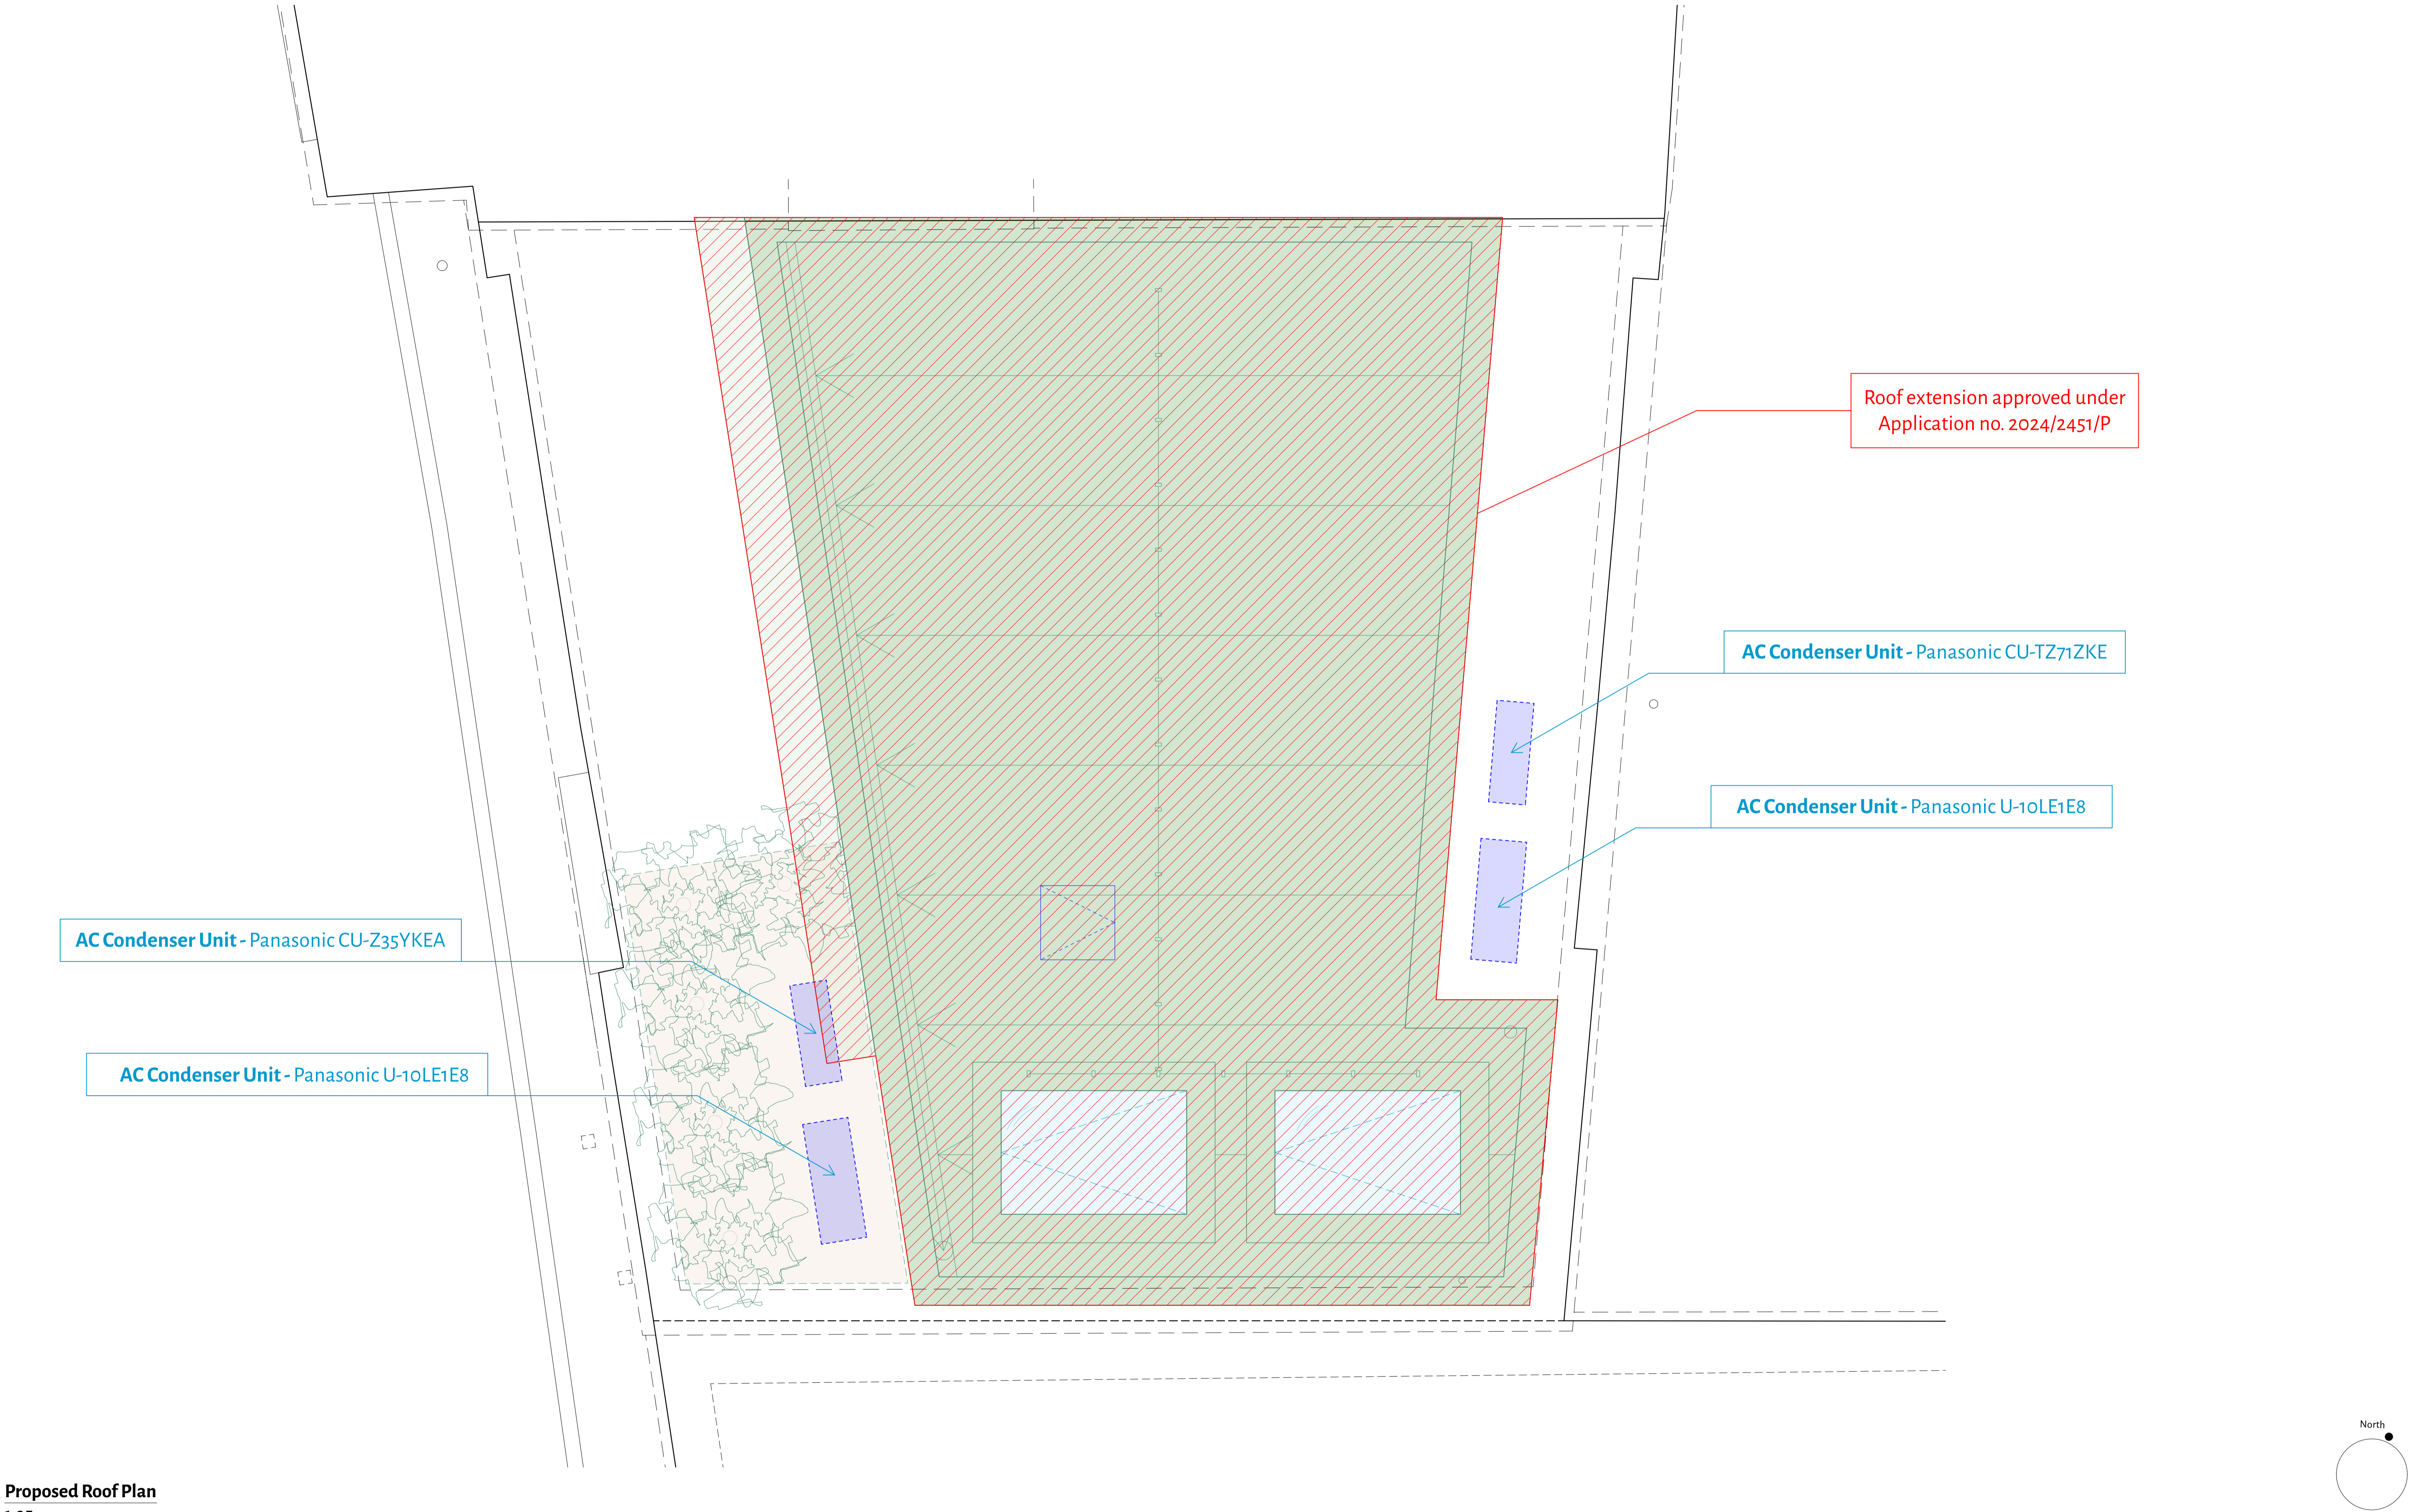 Roof extension approved under
Application no. 2024/2451/P
AC Condenser Unit - Panasonic CU-TZ71ZKE
AC Condenser Unit - Panasonic U-10LE1E8
AC Condenser Unit - Panasonic CU-Z35YKEA
AC Condenser Unit - Panasonic U-10LE1E8
North
Proposed Roof Plan